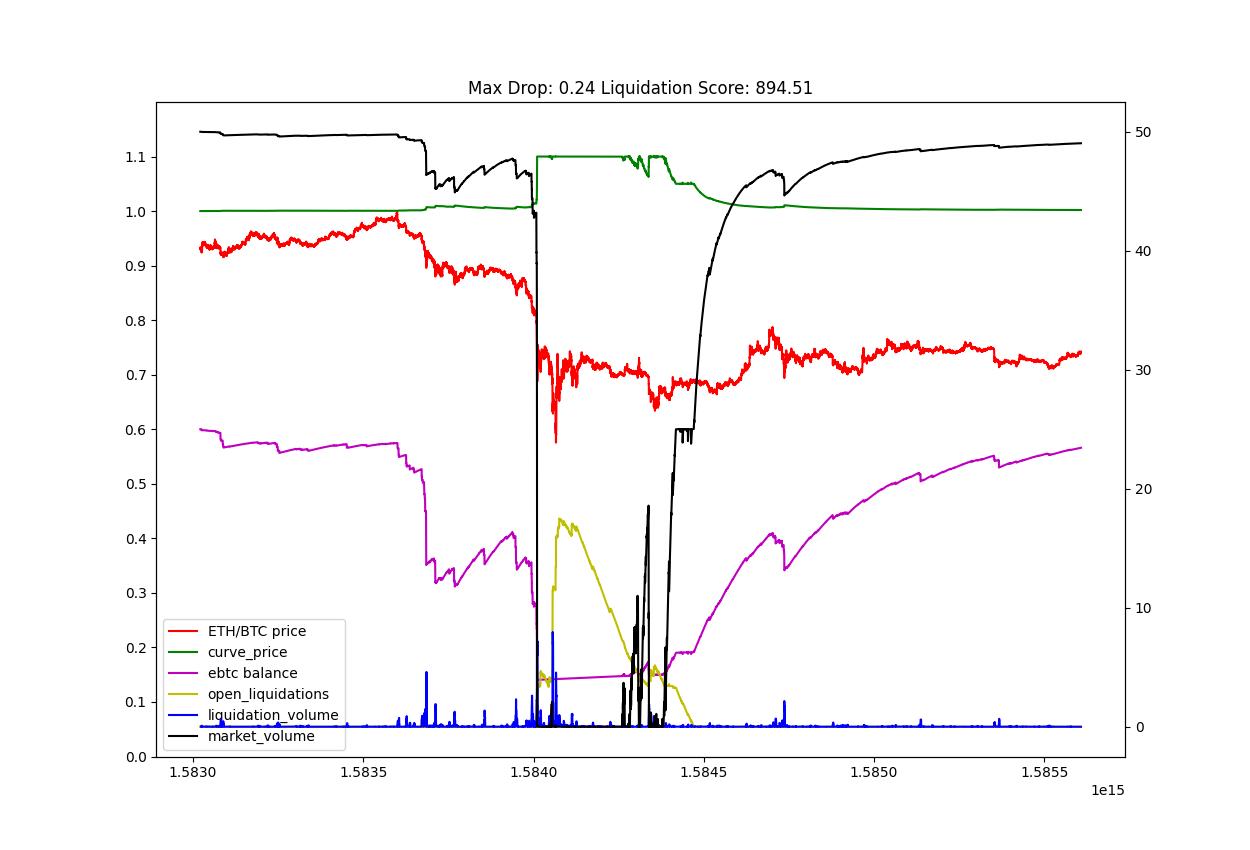 Max Drop: 0.24 Liquidation Score: 894.51
1.1
1.0
0.9
0.8
0.7
0.6
0.5
0.4
0.3
0.2
0.1
0.0
50
40
30
20
10
0
ETH/BTC price
curve_price
ebtc balance
open_liquidations
liquidation_volume
market_volume
1.5830 1.5835 1.5840 1.5845 1.5850 1.5855
1e15